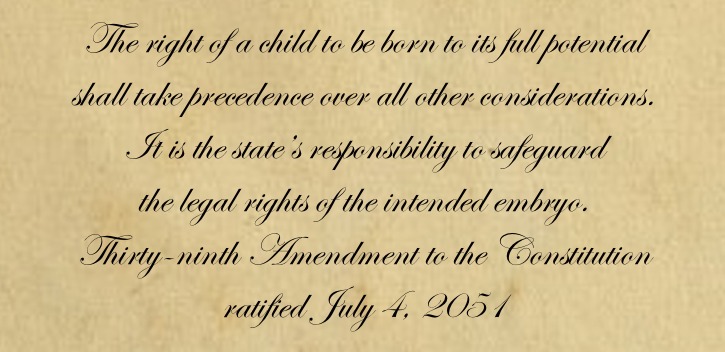 The right of a child to be born to its full potential
shall take precedence over all other considerations.
It is the state's responsibility to safeguard
the legal rights of the intended embryo.
Thirty-ninth Amendment to the Constitution
ratified July 4, 2051